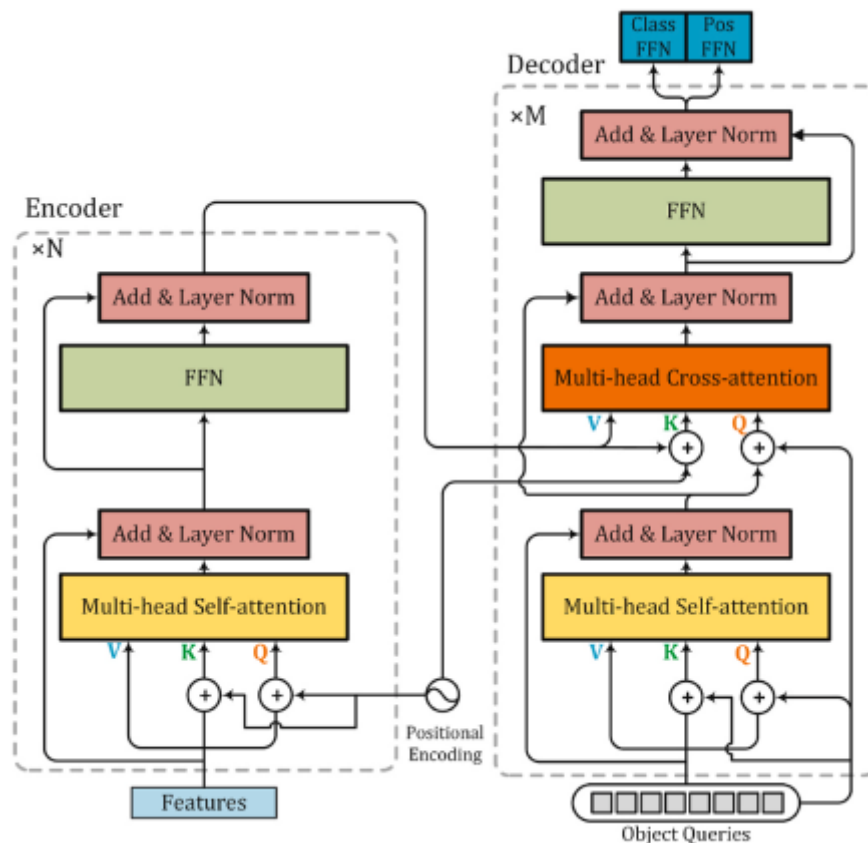 Class
FFN
Pos
FFN
Decoder
×M
Add & Layer Norm
FFN
Add & Layer Norm
Multi-head Cross-attention
V K Q
Add & Layer Norm
Multi-head Self-attention
V K Q
Object Queries
Encoder
×N
Add & Layer Norm
FFN
Add & Layer Norm
Multi-head Self-attention
V K Q
Features
Positional
Encoding